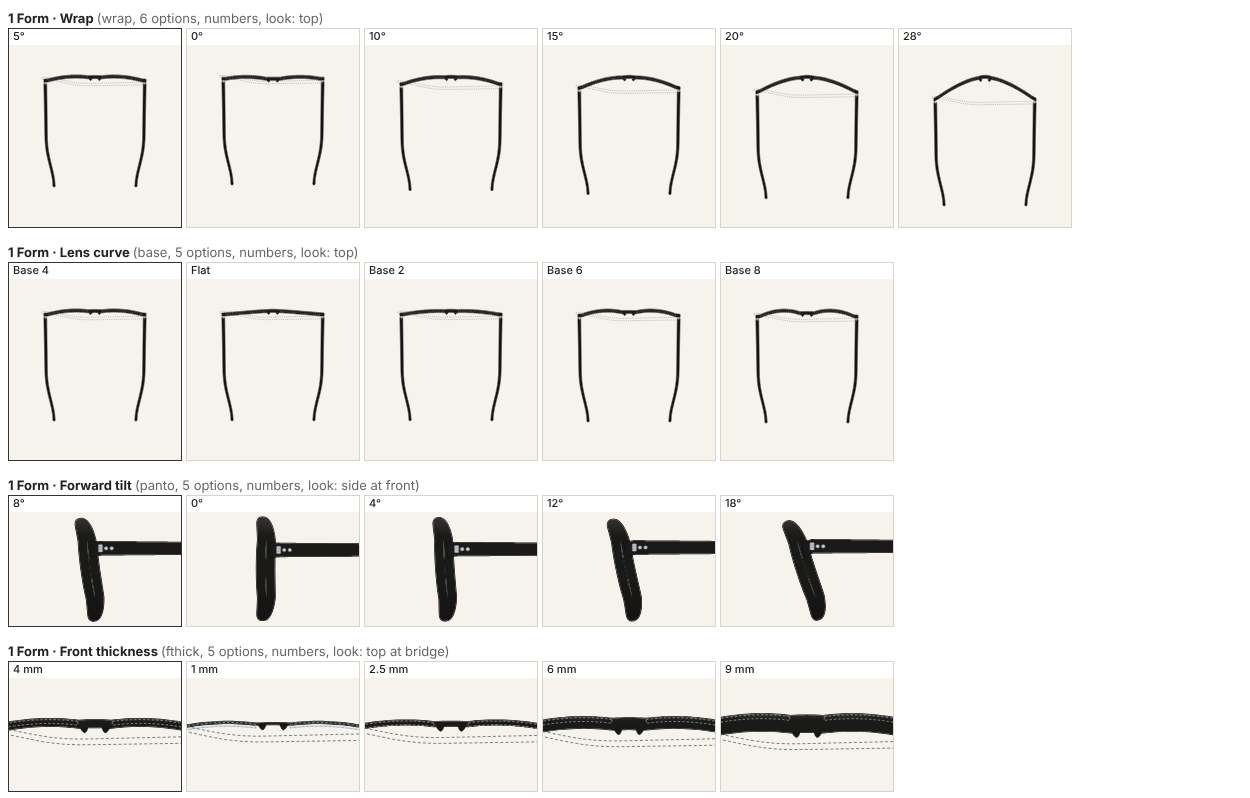 1 Form · Wrap (wrap, 6 options, numbers, look: top)
5° 0° 10° 15° 20° 28°
1 Form · Lens curve (base, 5 options, numbers, look: top)
Base 4 Flat Base 2 Base 6 Base 8
1 Form · Forward tilt (panto, 5 options, numbers, look: side at front)
8° 0° 4° 12° 18°
1 Form · Front thickness (fthick, 5 options, numbers, look: top at bridge)
4 mm 1 mm 2.5 mm 6 mm 9 mm